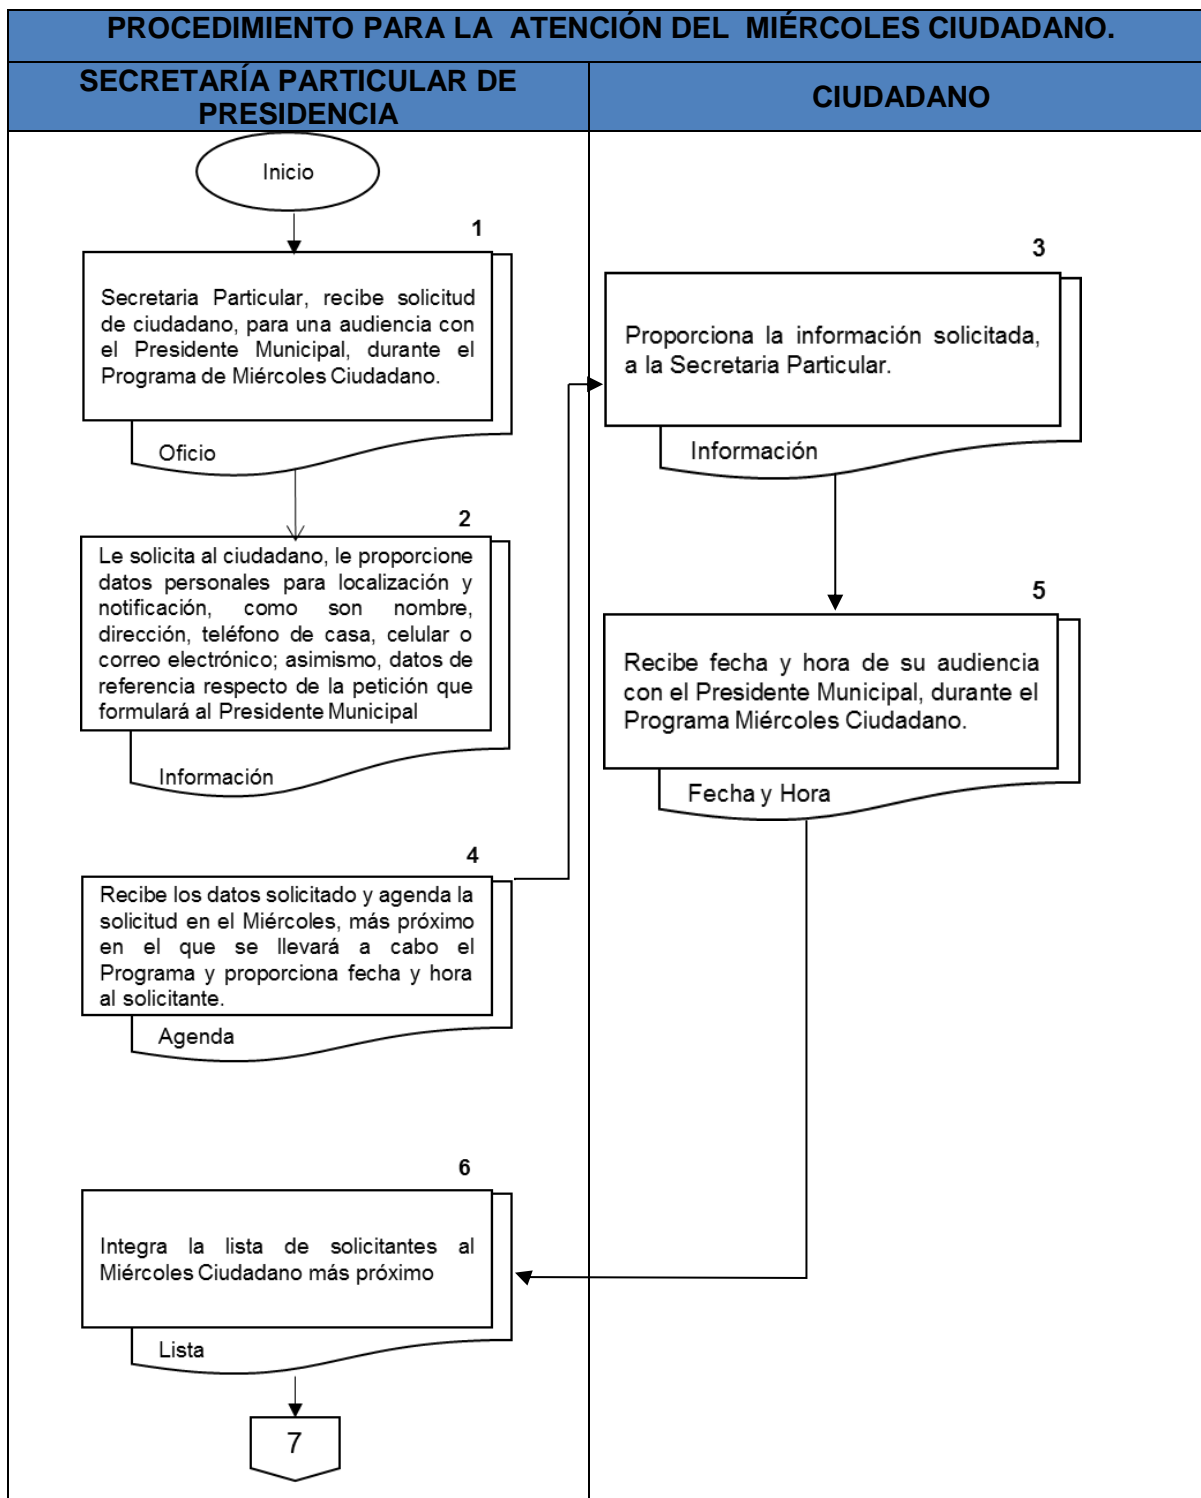 PROCEDIMIENTO PARA LA ATENCIÓN DEL MIÉRCOLES CIUDADANO.
SECRETARÍA PARTICULAR DE
PRESIDENCIA
CIUDADANO
Inicio
1
Secretaria Particular, recibe solicitud
de ciudadano, para una audiencia con
el Presidente Municipal, durante el
Programa de Miércoles Ciudadano.
Oficio
2
Le solicita al ciudadano, le proporcione
datos personales para localización y
notificación, como son nombre,
dirección, teléfono de casa, celular o
correo electrónico; asimismo, datos de
referencia respecto de la petición que
formulará al Presidente Municipal
Información
3
Proporciona la información solicitada,
a la Secretaria Particular.
Información
4
Recibe los datos solicitado y agenda la
solicitud en el Miércoles, más próximo
en el que se llevará a cabo el
Programa y proporciona fecha y hora
al solicitante.
Agenda
5
Recibe fecha y hora de su audiencia
con el Presidente Municipal, durante el
Programa Miércoles Ciudadano.
Fecha y Hora
6
Integra la lista de solicitantes al
Miércoles Ciudadano más próximo
Lista
7